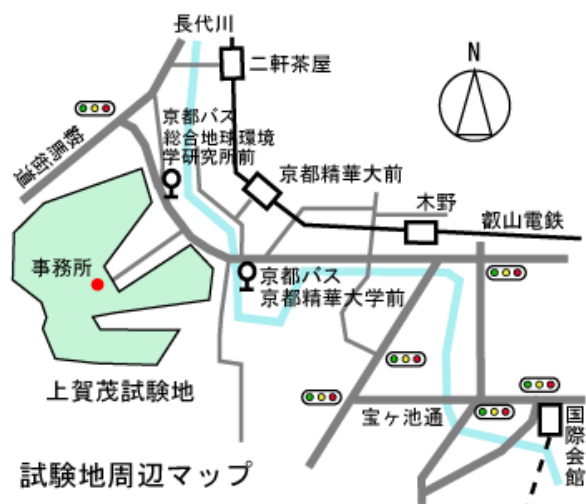 長代川
二軒茶屋
N
鞍馬街道
京都バス
総合地球環境
学研究所前
京都精華大前
木野
叡山電鉄
事務所
京都バス
京都精華大学前
上賀茂試験地
宝ヶ池通
国際会館
試験地周辺マップ